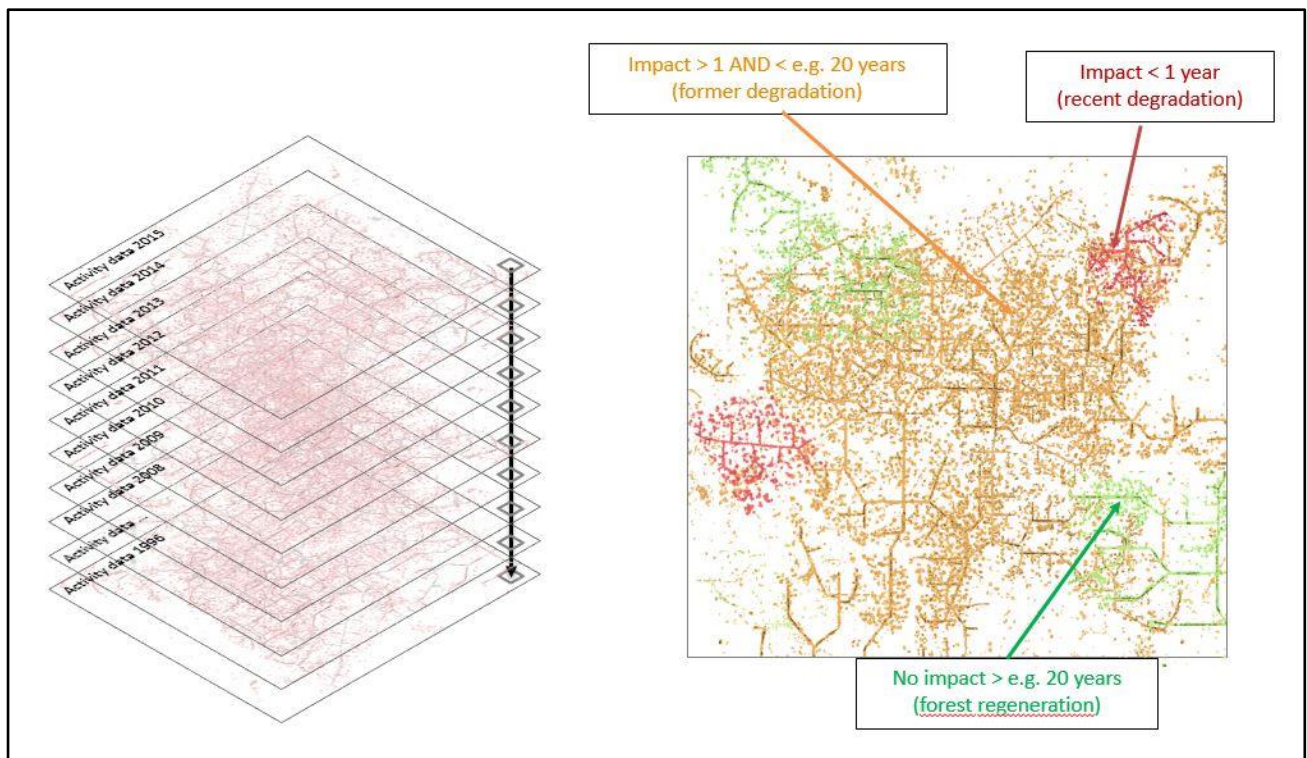 Activity data 2015
Activity data 2014
Activity data 2013
Activity data 2012
Activity data 2011
Activity data 2010
Activity data 2009
Activity data 2008
Activity data ...
Activity data 1996
Impact > 1 AND < e.g. 20 years
(former degradation)
Impact < 1 year
(recent degradation)
No impact > e.g. 20 years
(forest regeneration)